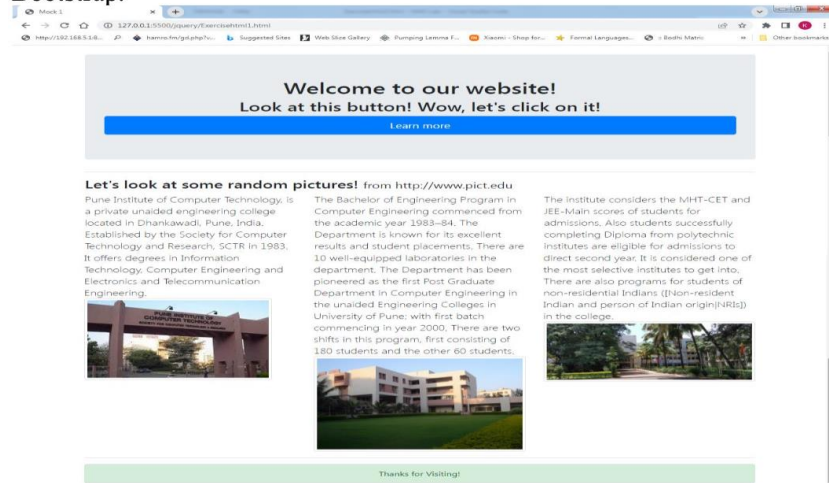 Bootstrap.
Mock 1
127.0.0.1:5500/jquery/Exercisehtml1.html
Suggested Sites
Web Slice Gallery
Pumping Lemma F...
Xiaomi - Shop for...
Formal Languages...
Other bookmarks
Welcome to our website!
Look at this button! Wow, let's click on it!
Learn more
Let's look at some random pictures! from http://www.pict.edu
Pune Institute of Computer Technology, is
a private unaided engineering college
located in Dhankawadi, Pune, India.
Established by the Society for Computer
Technology and Research, SCTR in 1983.
It offers degrees in Information
Technology, Computer Engineering and
Electronics and Telecommunication
Engineering.
PUNE INSTITUTE OF
COMPUTER TECHNOLOGY
The Bachelor of Engineering Program in
Computer Engineering commenced from
the academic year 1983–84. The
Department is known for its excellent
results and student placements. There are
10 well-equipped laboratories in the
department. The Department has been
pioneered as the first Post Graduate
Department in Computer Engineering in
the unaided Engineering Colleges in
University of Pune; with first batch
commencing in year 2000. There are two
shifts in this program, first consisting of
180 students and the other 60 students.
The institute considers the MHT-CET and
JEE-Main scores of students for
admissions. Also students successfully
completing Diploma from polytechnic
institutes are eligible for admissions to
direct second year. It is considered one of
the most selective institutes to get into.
There are also programs for students of
non-residential Indians ([Non-resident
Indian and person of Indian origin|NRIs])
in the college.
Thanks for Visiting!